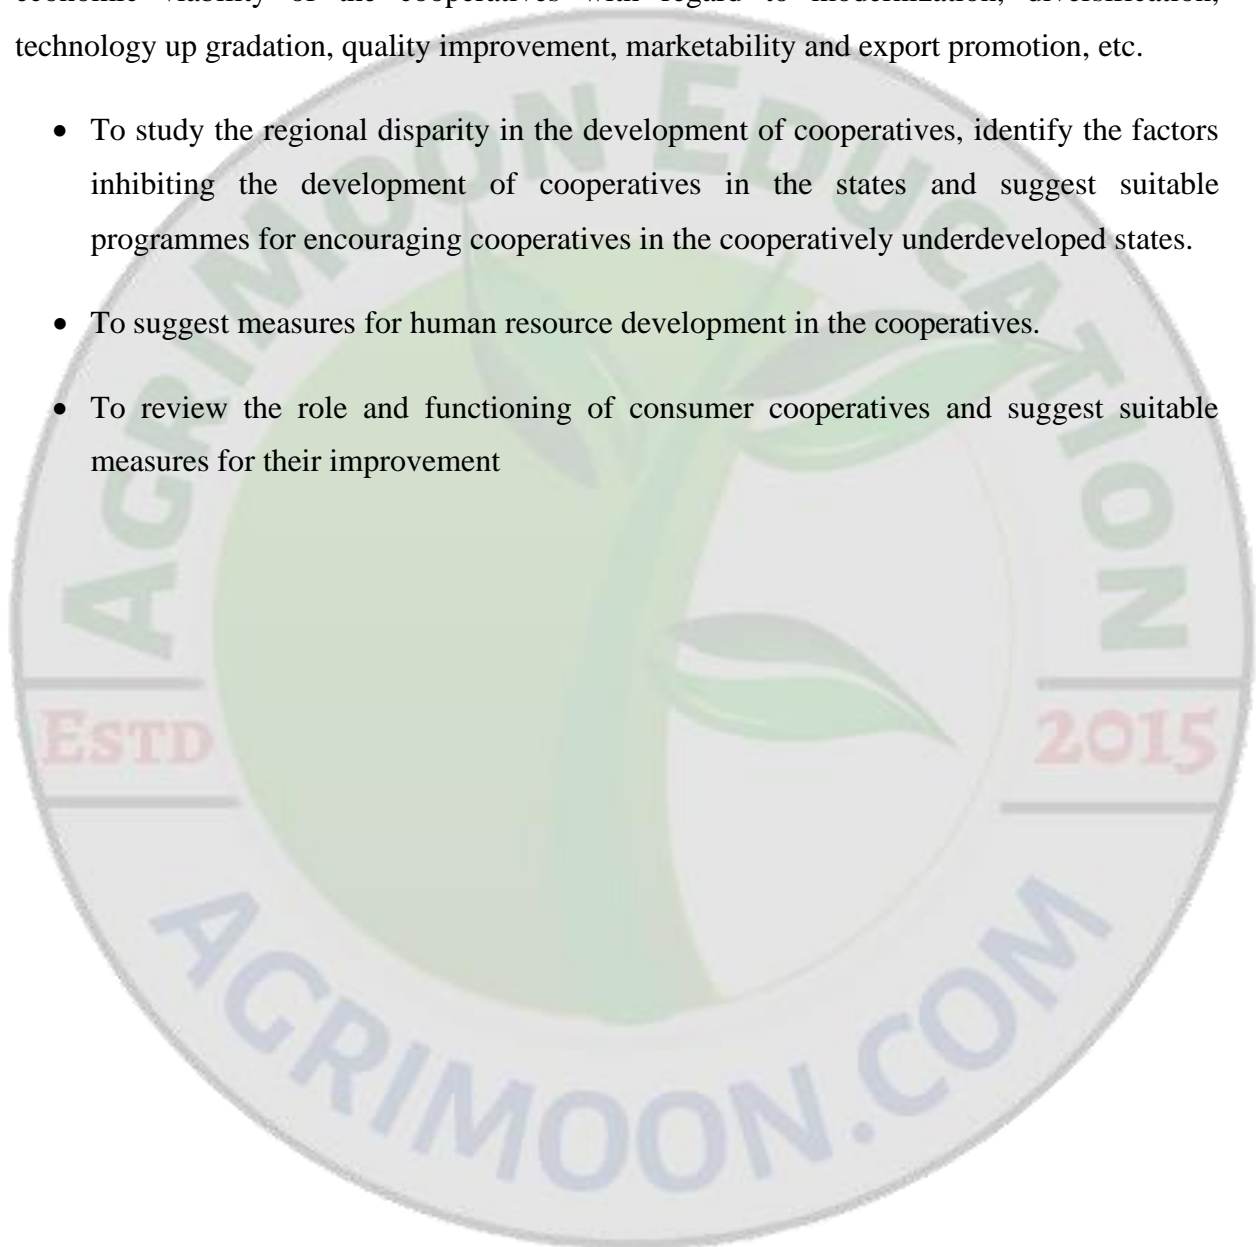 economic viability of the cooperatives with regard to modernization, diversification,
technology up gradation, quality improvement, marketability and export promotion, etc.
• To study the regional disparity in the development of cooperatives, identify the factors
inhibiting the development of cooperatives in the states and suggest suitable
programmes for encouraging cooperatives in the cooperatively underdeveloped states.
• To suggest measures for human resource development in the cooperatives.
• To review the role and functioning of consumer cooperatives and suggest suitable
measures for their improvement
AGRIMOON EDUCATION
ESTD 2015
AGRIMOON.COM